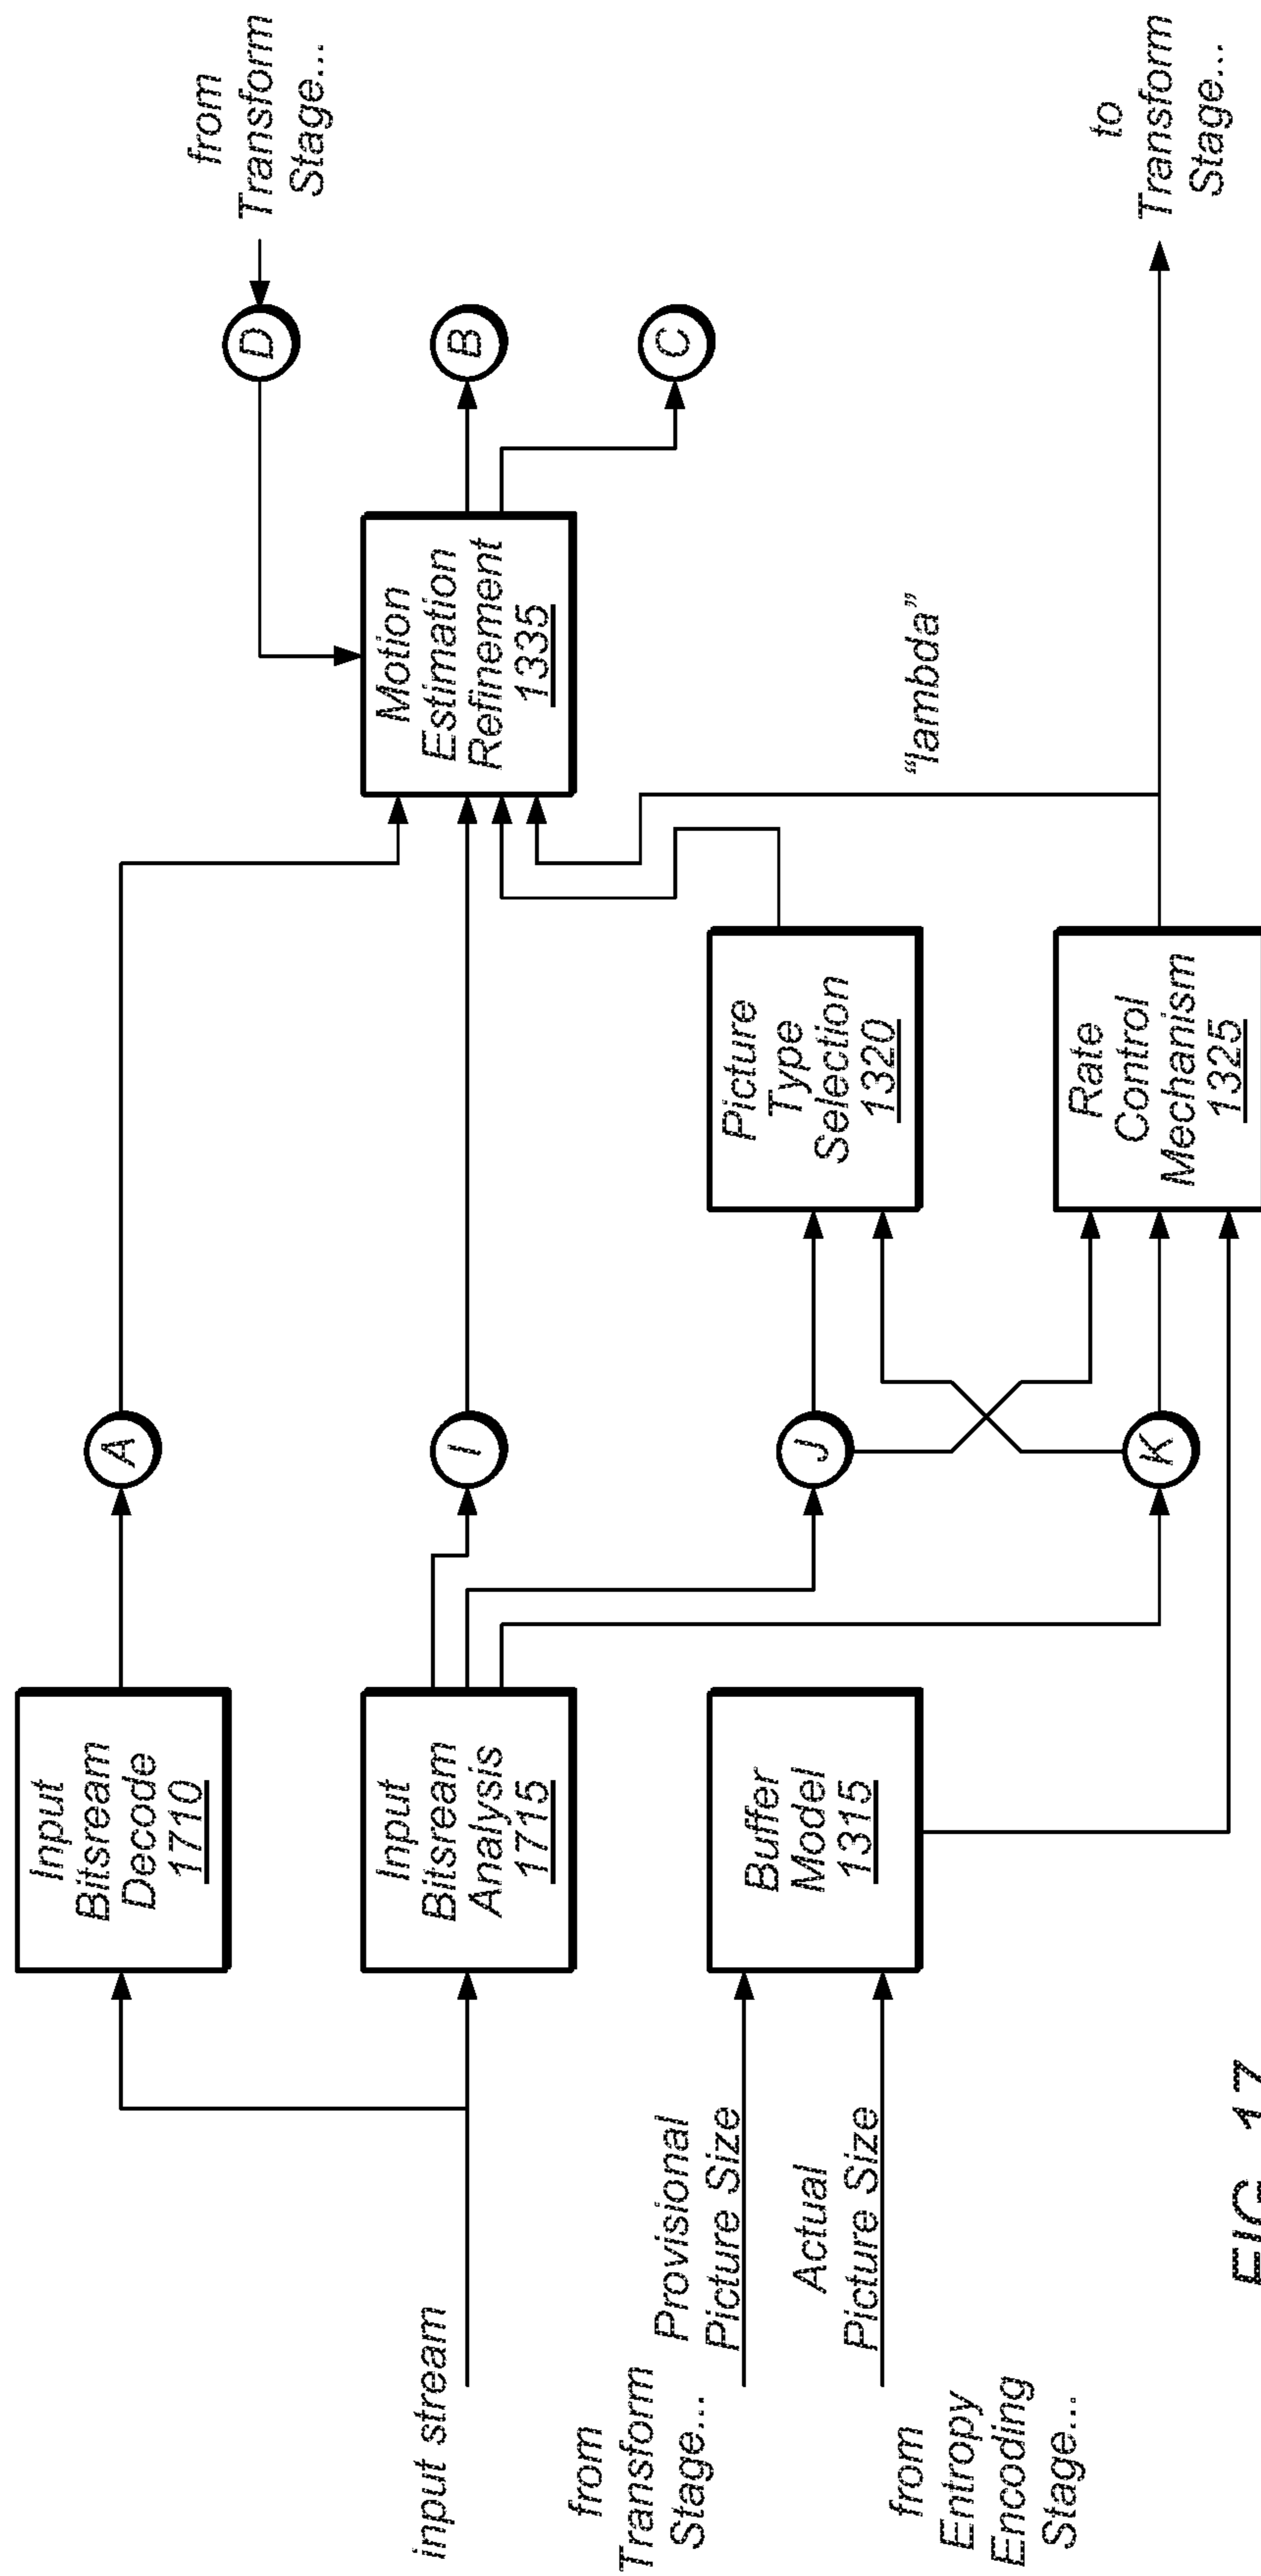 from
Transform
Stage...
D
B
C
Motion
Estimation
Refinement
1335
"lambda"
to
Transform
Stage...
A
I
J
K
Picture
Type
Selection
1320
Rate
Control
Mechanism
1325
Input
Bitsream
Decode
1710
Input
Bitsream
Analysis
1715
Buffer
Model
1315
input stream
from
Transform
Stage...
Provisional
Picture Size
Actual
Picture Size
from
Entropy
Encoding
Stage...
FIG. 17